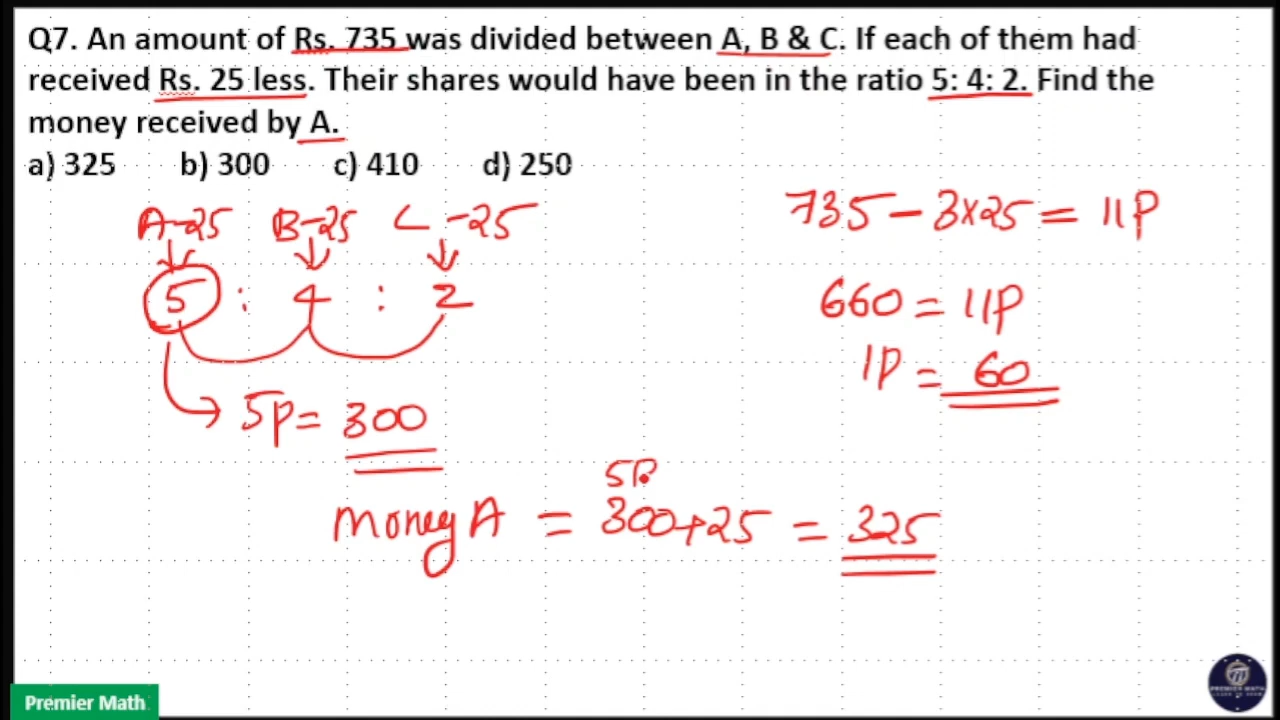 Q7. An amount of Rs. 735 was divided between A, B & C. If each of them had
received Rs. 25 less. Their shares would have been in the ratio 5: 4: 2. Find the
money received by A.
a) 325 b) 300 c) 410 d) 250
A-25 B-25 C -25
5 : 4 : 2
5P = 300
735 - 3x25 = 11P
660 = 11P
1P = 60
5P
money A = 300+25 = 325
Premier Math
PREMIER MATH